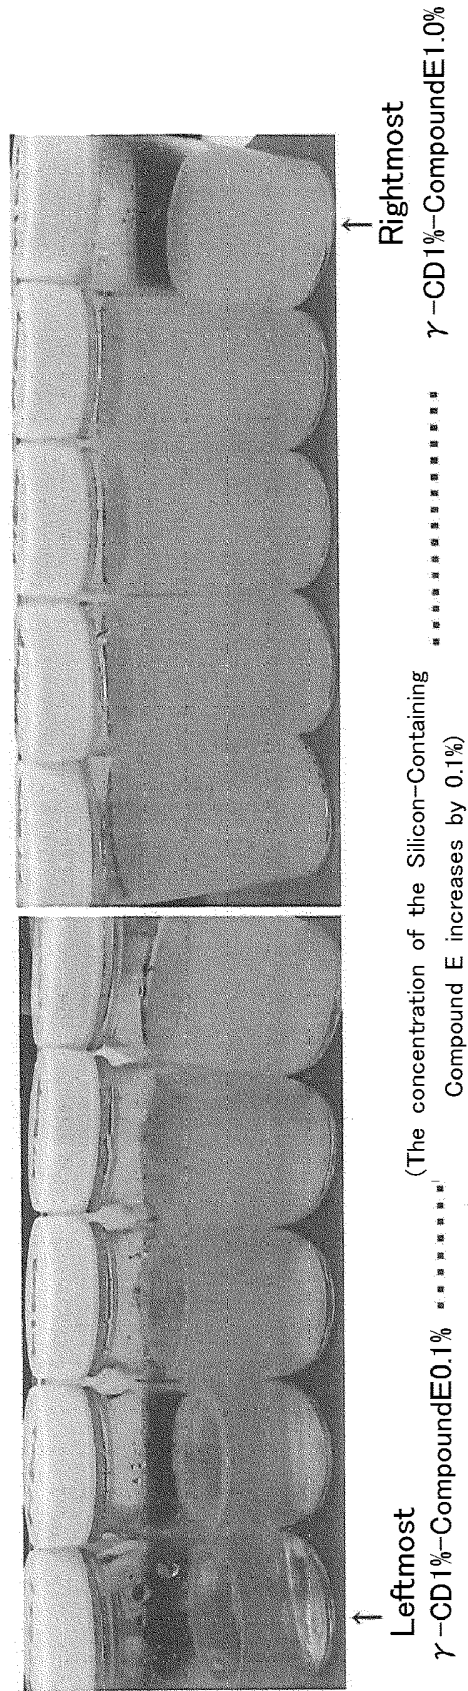 ↑
Leftmost
γ-CD1%-CompoundE0.1%
(The concentration of the Silicon-Containing
Compound E increases by 0.1%)
↑
Rightmost
γ-CD1%-CompoundE1.0%